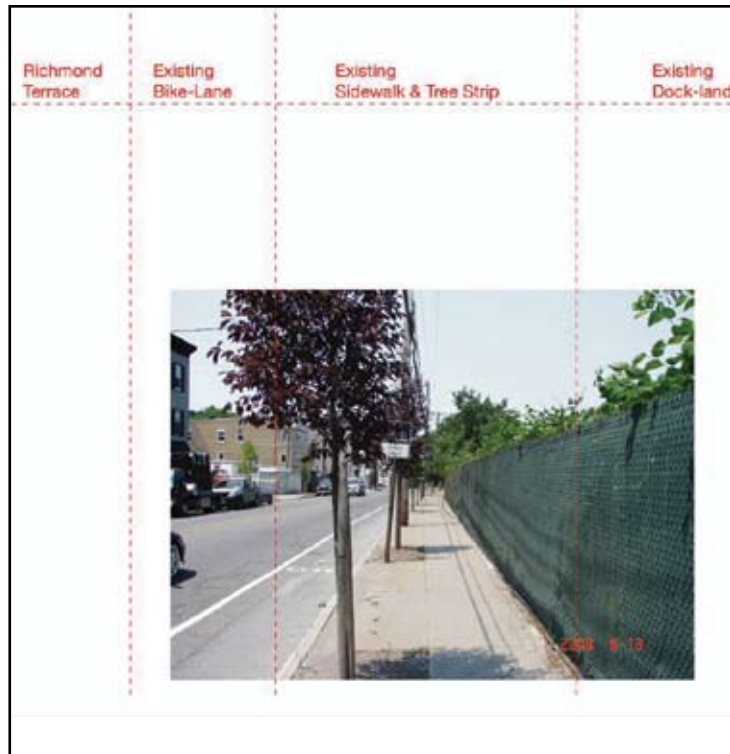 Richmond
Terrace
Existing
Bike-Lane
Existing
Sidewalk & Tree Strip
Existing
Dock-land